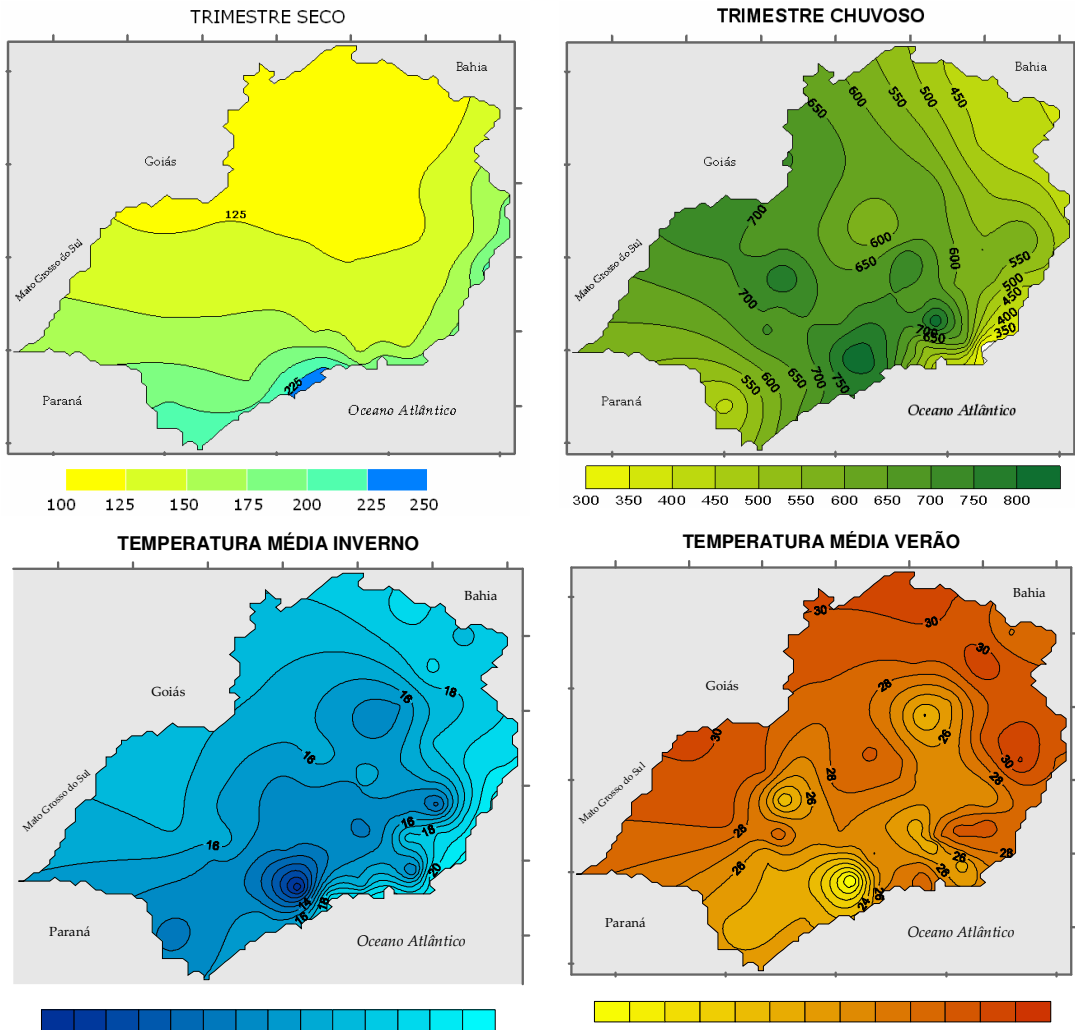 TRIMESTRE SECO
Bahia
Goiás
125
Mato Grosso do Sul
225
Paraná
Oceano Atlântico
100 125 150 175 200 225 250
TRIMESTRE CHUVOSO
Bahia
650 600 550 500 450
Goiás
700
600
650
600
550
500
450
400
350
700
700
650
Mato Grosso do Sul
550 600 650 700 750
Paraná
Oceano Atlântico
300 350 400 450 500 550 600 650 700 750 800
TEMPERATURA MÉDIA INVERNO
Bahia
Goiás
16
18
18
Mato Grosso do Sul
16
16
18
20
14
16
18
Paraná
Oceano Atlântico
TEMPERATURA MÉDIA VERÃO
Bahia
30
30
30
Goiás
28
26
30
30
28
28
26
Mato Grosso do Sul
28
26
28
26
28
24
26
Paraná
Oceano Atlântico